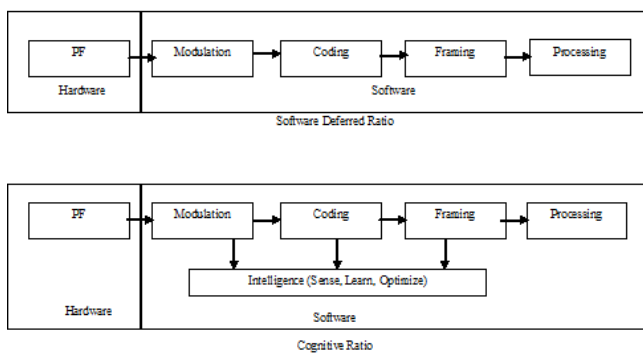 PF Modulation Coding Framing Processing
Hardware Software
Software Deferred Ratio
PF Modulation Coding Framing Processing
Intelligence (Sense, Learn, Optimize)
Hardware Software
Cognitive Ratio